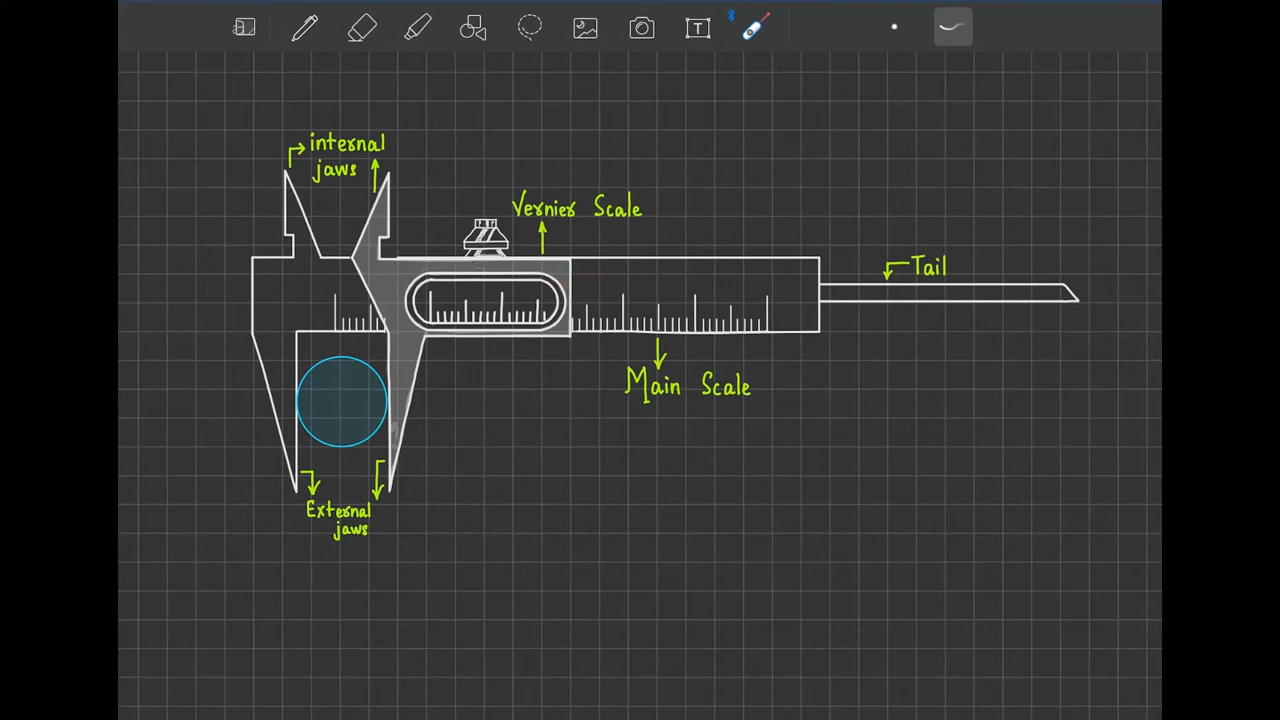 T
internal
jaws
Vernier Scale
Tail
Main Scale
External
jaws